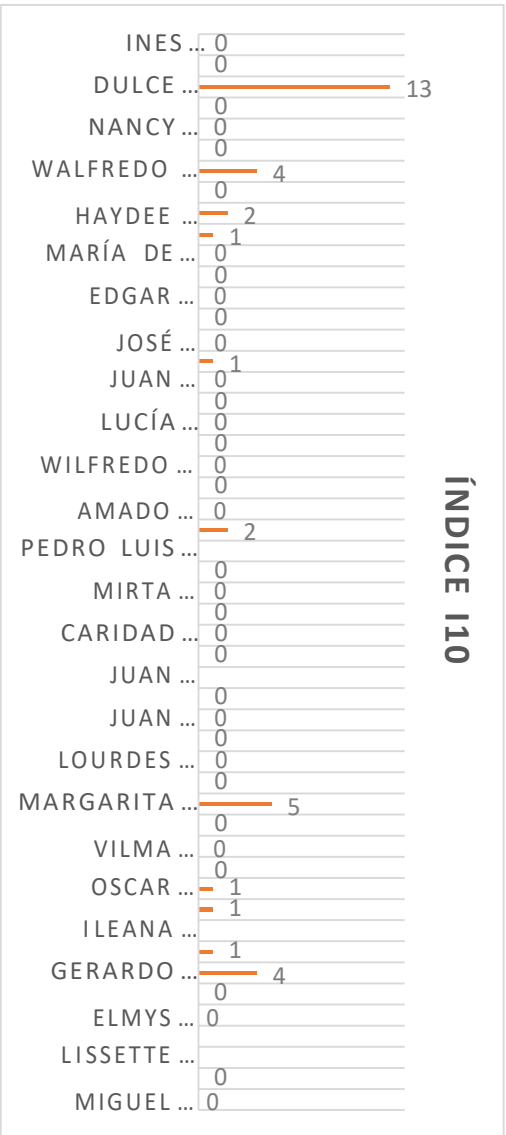 INES … 0
0
DULCE … 13
0
NANCY … 0
0
WALFREDO … 4
0
HAYDEE … 2
1
MARÍA DE … 0
0
EDGAR … 0
0
JOSÉ … 0
1
JUAN … 0
0
LUCÍA … 0
0
WILFREDO … 0
0
AMADO … 0
2
PEDRO LUIS …
0
MIRTA … 0
0
CARIDAD … 0
0
JUAN …
0
JUAN … 0
0
LOURDES … 0
0
MARGARITA … 5
0
VILMA … 0
0
OSCAR … 1
1
ILEANA …
1
GERARDO … 4
0
ELMYS … 0
LISSETTE …
0
MIGUEL … 0
ÍNDICE I10